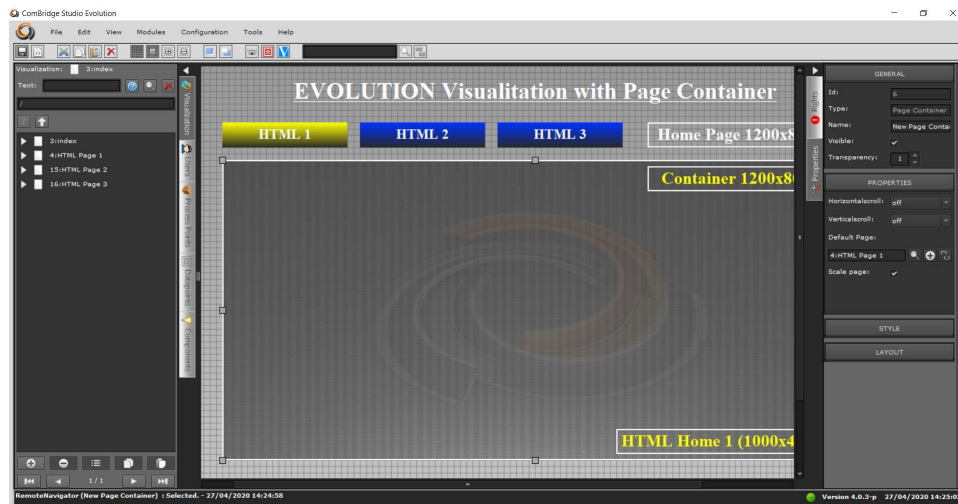 ComBridge Studio Evolution
File Edit View Modules Configuration Tools Help
Visualization: 3:index
Text:
/
3:index
4:HTML Page 1
15:HTML Page 2
16:HTML Page 3
1/1
Visualization
Users
Process Points
Datapoints
Components
EVOLUTION Visualitation with Page Container
HTML 1
HTML 2
HTML 3
Home Page 1200x8
Container 1200x8
HTML Home 1 (1000x4
Rights
Properties
GENERAL
Id: 6
Type: Page Container
Name: New Page Contai
Visible:
Transparency: 1
PROPERTIES
Horizontalscroll: off
Verticalscroll: off
Default Page:
4:HTML Page 1
Scale page:
STYLE
LAYOUT
RemoteNavigator (New Page Container) : Selected. - 27/04/2020 14:24:58
Version 4.0.3-p 27/04/2020 14:25:0